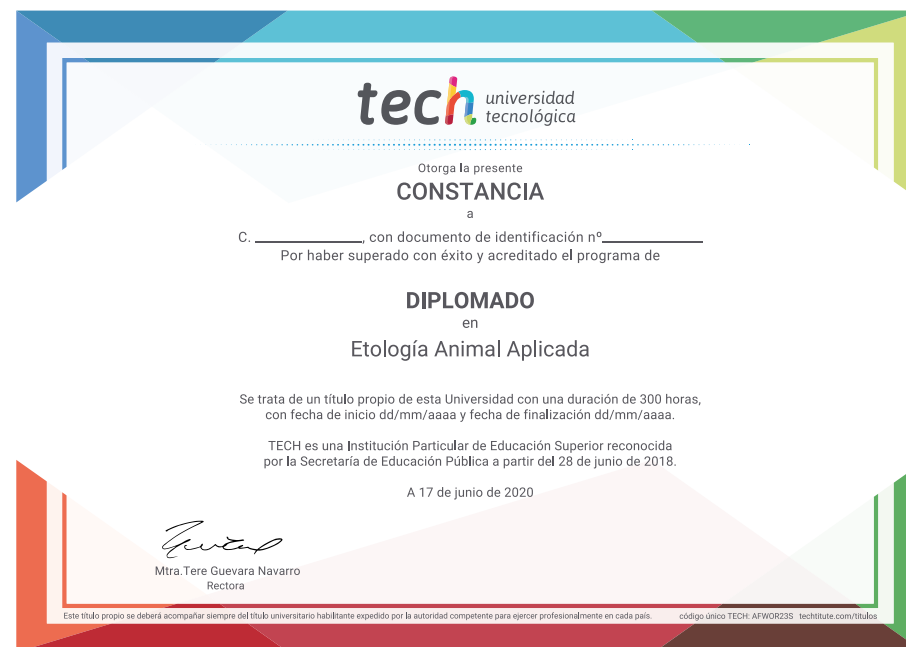 tech universidad
tecnológica
Otorga la presente
CONSTANCIA
a
C. ____________, con documento de identificación nº____________
Por haber superado con éxito y acreditado el programa de
DIPLOMADO
en
Etología Animal Aplicada
Se trata de un título propio de esta Universidad con una duración de 300 horas,
con fecha de inicio dd/mm/aaaa y fecha de finalización dd/mm/aaaa.
TECH es una Institución Particular de Educación Superior reconocida
por la Secretaría de Educación Pública a partir del 28 de junio de 2018.
A 17 de junio de 2020
Mtra.Tere Guevara Navarro
Rectora
Este título propio se deberá acompañar siempre del título universitario habilitante expedido por la autoridad competente para ejercer profesionalmente en cada país. código único TECH: AFWOR23S techtitute.com/titulos